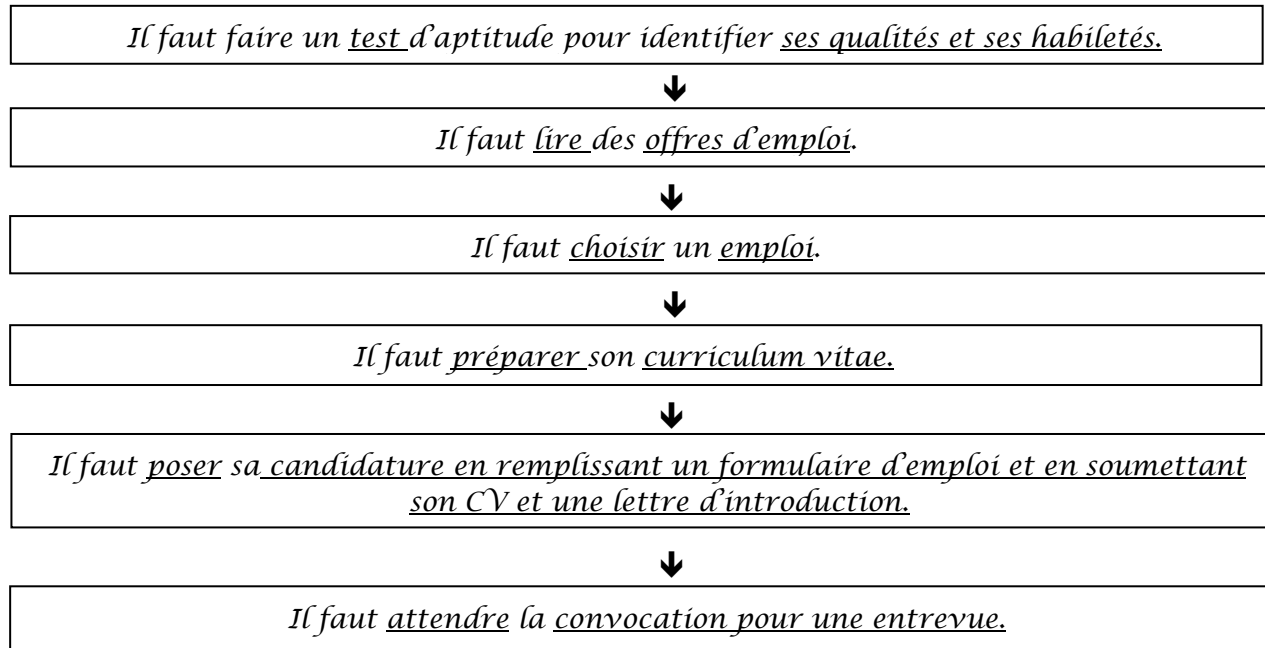 Il faut faire un test d'aptitude pour identifier ses qualités et ses habiletés.
Il faut lire des offres d'emploi.
Il faut choisir un emploi.
Il faut préparer son curriculum vitae.
Il faut poser sa candidature en remplissant un formulaire d'emploi et en soumettant
son CV et une lettre d'introduction.
Il faut attendre la convocation pour une entrevue.